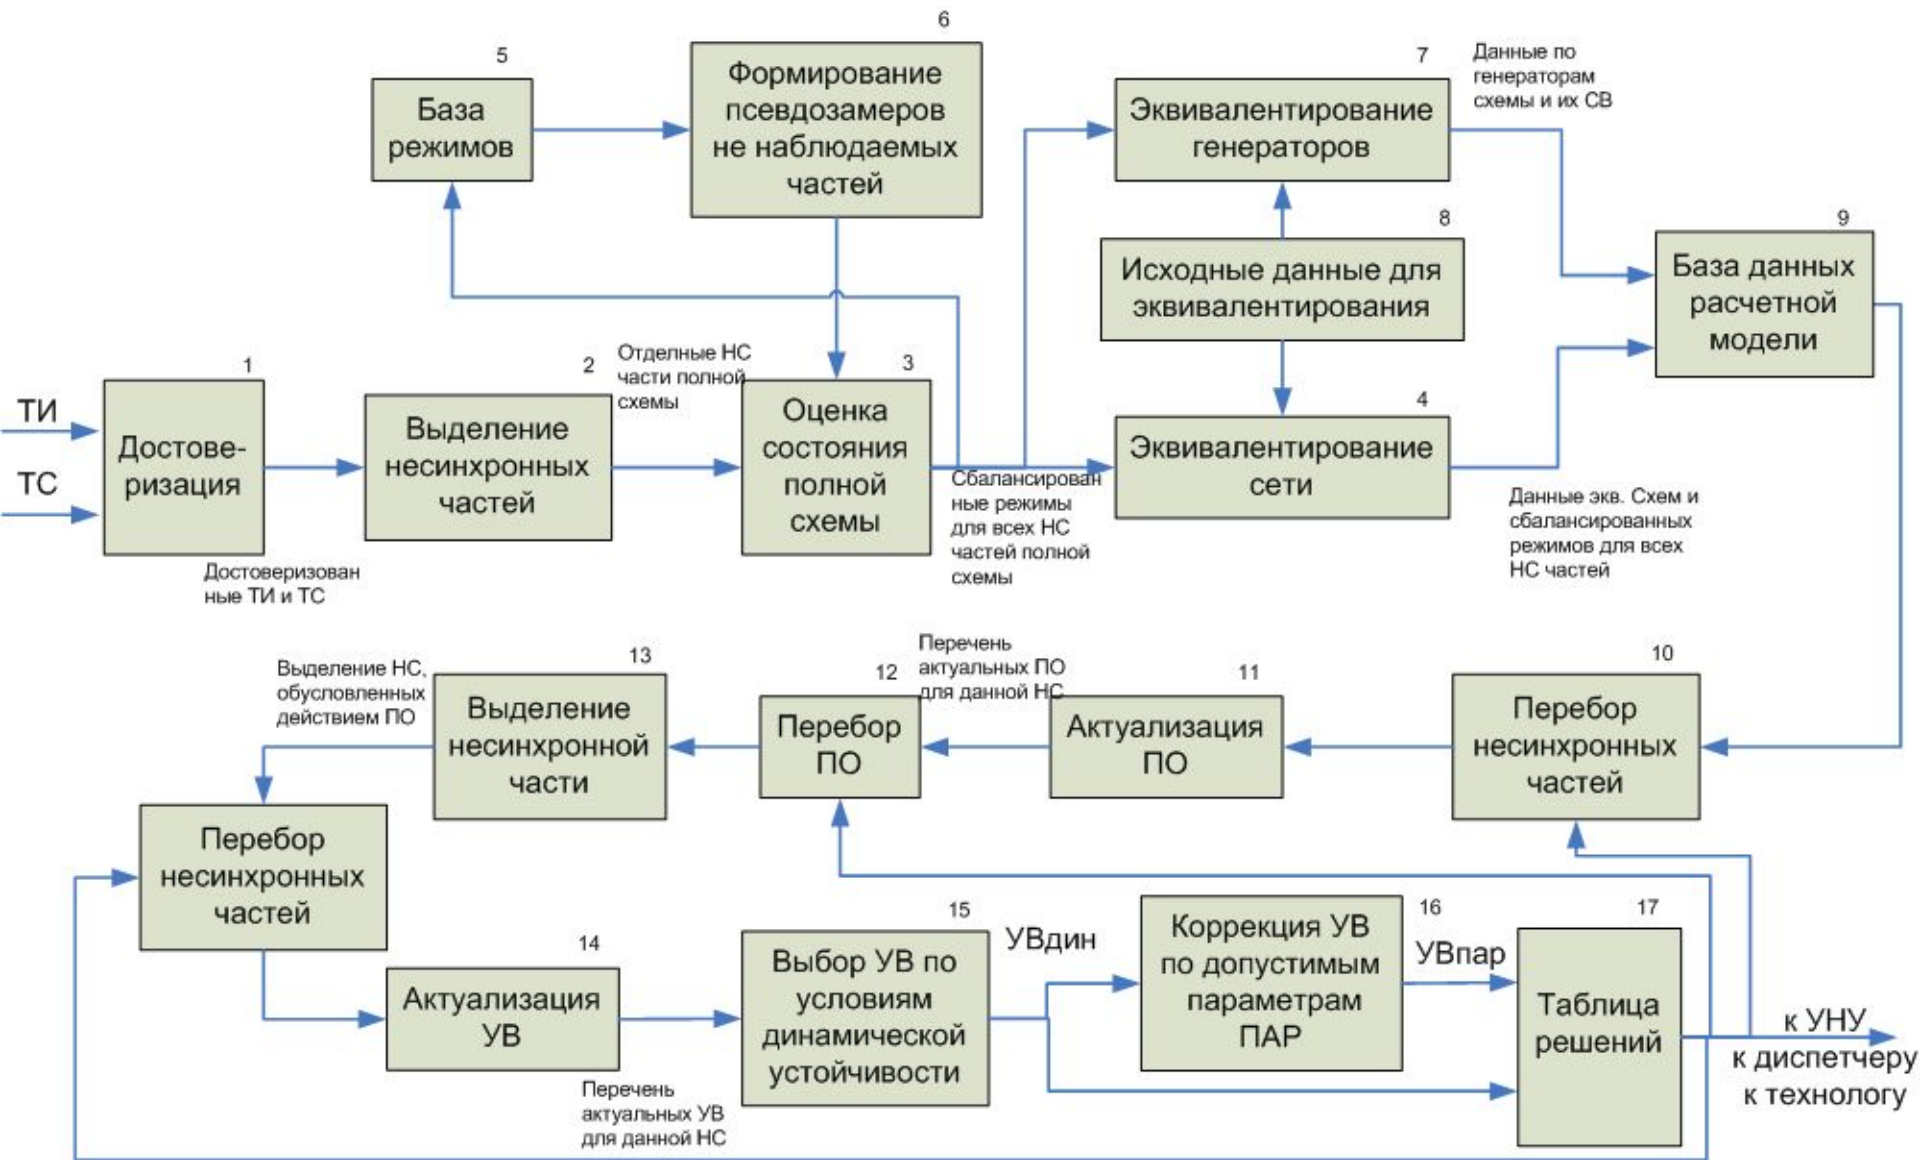 6
5
Формирование
псевдозамеров
не наблюдаемых
частей
База
режимов
7
Данные по
генераторам
схемы и их СВ
Эквивалентирование
генераторов
8
Исходные данные для
эквивалентирования
9
База данных
расчетной
модели
ТИ
ТС
1
Достове-
ризация
Достоверизован
ные ТИ и ТС
2
Выделение
несинхронных
частей
Отделные НС
части полной
схемы
3
Оценка
состояния
полной
схемы
Сбалансирован
ные режимы
для всех НС
частей полной
схемы
4
Эквивалентирование
сети
Данные экв. Схем и
сбалансированных
режимов для всех
НС частей
10
Перебор
несинхронных
частей
11
Актуализация
ПО
Перечень
актуальных ПО
для данной НС
12
Перебор
ПО
13
Выделение
несинхронной
части
Выделение НС,
обусловленных
действием ПО
Перебор
несинхронных
частей
14
Актуализация
УВ
Перечень
актуальных УВ
для данной НС
15
Выбор УВ по
условиям
динамической
устойчивости
УВдин
16
Коррекция УВ
по допустимым
параметрам
ПАР
УВпар
17
Таблица
решений
к УНУ
к диспетчеру
к технологу